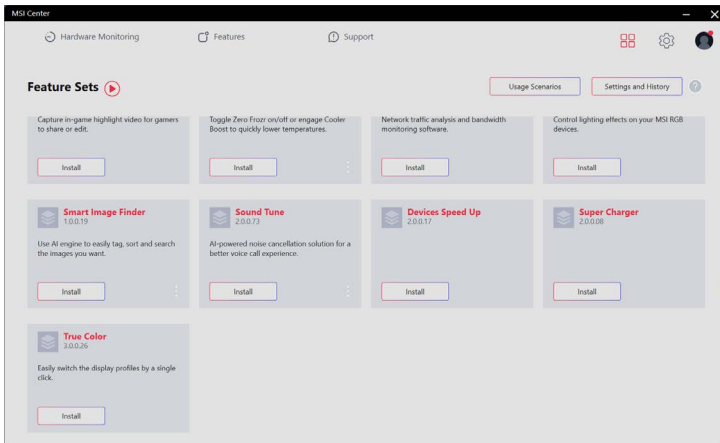 MSI Center
Hardware Monitoring
Features
Support
Feature Sets
Usage Scenarios
Settings and History
?
Capture in-game highlight video for gamers
to share or edit.
Install
Toggle Zero Frozr on/off or engage Cooler
Boost to quickly lower temperatures.
Install
Network traffic analysis and bandwidth
monitoring software.
Install
Control lighting effects on your MSI RGB
devices.
Install
Smart Image Finder
1.0.0.19
Use AI engine to easily tag, sort and search
the images you want.
Install
Sound Tune
2.0.0.73
AI-powered noise cancellation solution for a
better voice call experience.
Install
Devices Speed Up
2.0.0.17
Install
Super Charger
2.0.0.08
Install
True Color
3.0.0.26
Easily switch the display profiles by a single
click.
Install